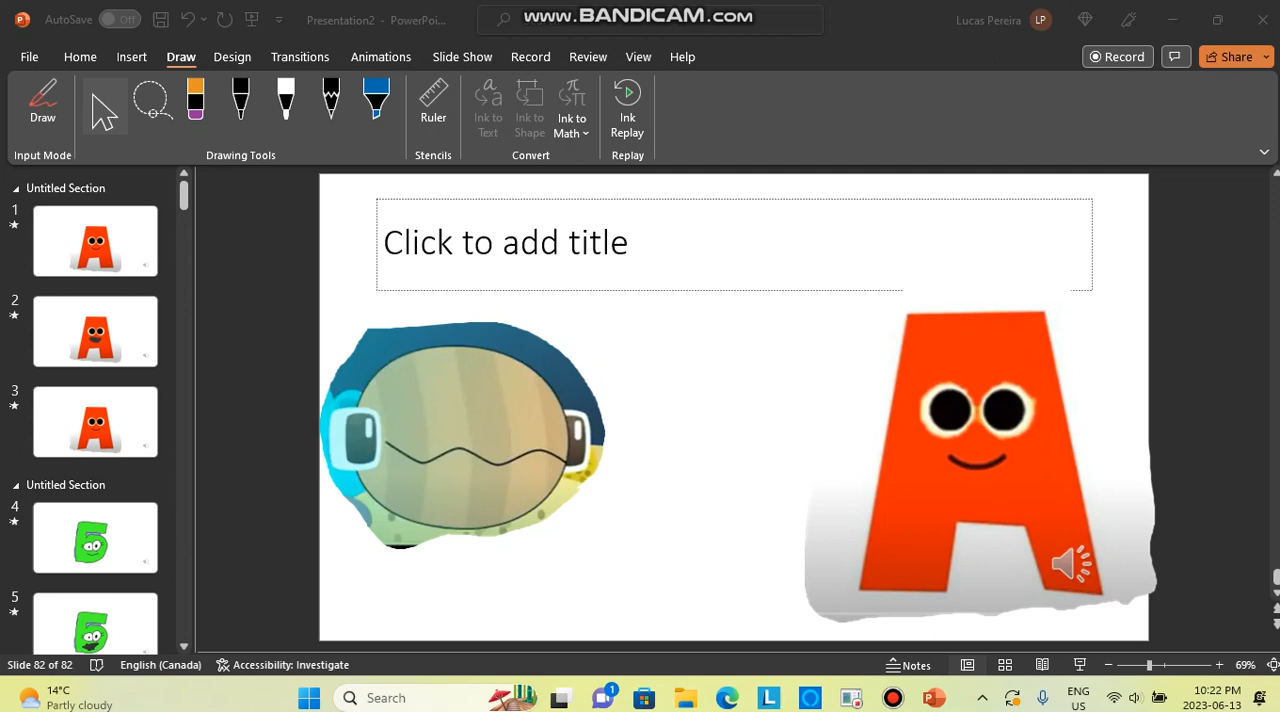 AutoSave Off Presentation2 - PowerPoi... www.BANDICAM.com Lucas Pereira LP
File Home Insert Draw Design Transitions Animations Slide Show Record Review View Help Record Share
Draw Ruler Ink to Text Ink to Shape Ink to Math Ink Replay
Input Mode Drawing Tools Stencils Convert Replay
Untitled Section
1
А
2
А
3
А
Untitled Section
4
Б
5
Б
Click to add title
А
Slide 82 of 82 English (Canada) Accessibility: Investigate Notes 69%
14°C
Partly cloudy
Search
1
L
ENG
US
10:22 PM
2023-06-13